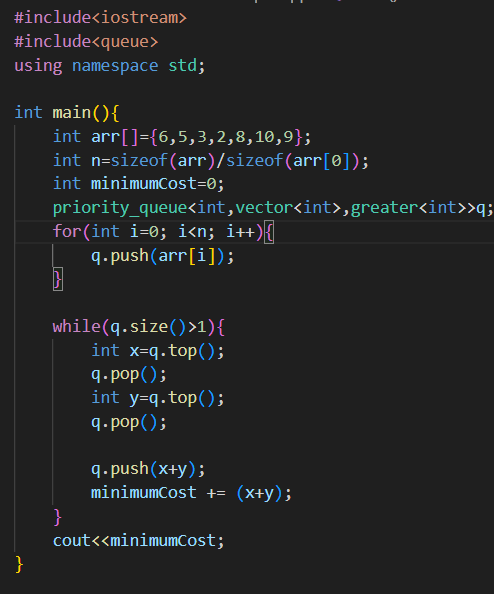 #include<iostream>
#include<queue>
using namespace std;
int main(){
int arr[]={6,5,3,2,8,10,9};
int n=sizeof(arr)/sizeof(arr[0]);
int minimumCost=0;
priority_queue<int,vector<int>,greater<int>>q;
for(int i=0; i<n; i++){
q.push(arr[i]);
}
while(q.size()>1){
int x=q.top();
q.pop();
int y=q.top();
q.pop();
q.push(x+y);
minimumCost += (x+y);
}
cout<<minimumCost;
}